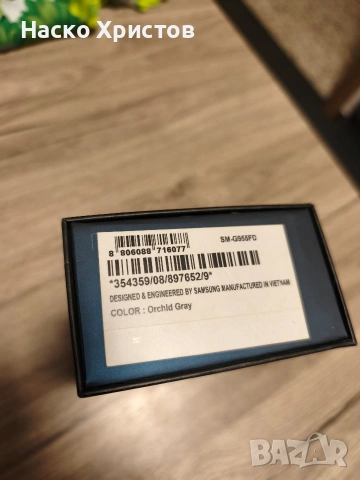 Наско Христов
8 806088 716077
SM-G955FD
*354359/08/897652/9*
DESIGNED & ENGINEERED BY SAMSUNG MANUFACTURED IN VIETNAM
COLOR : Orchid Gray
BAZAR